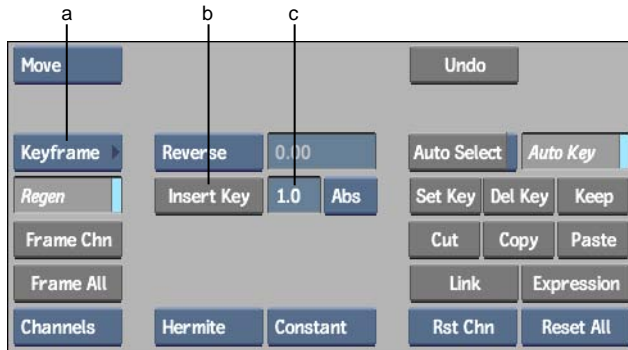 a b c
Move Undo
Keyframe Reverse 0.00 Auto Select Auto Key
Regen Insert Key 1.0 Abs Set Key Del Key Keep
Frame Chn Cut Copy Paste
Frame All Link Expression
Channels Hermite Constant Rst Chn Reset All